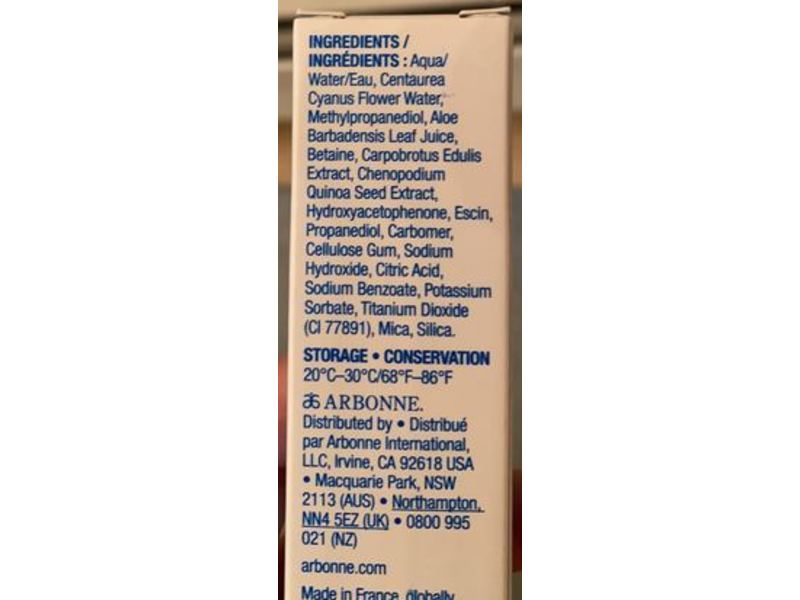 INGREDIENTS /
INGRÉDIENTS : Aqua/
Water/Eau, Centaurea
Cyanus Flower Water,
Methylpropanediol, Aloe
Barbadensis Leaf Juice,
Betaine, Carpobrotus Edulis
Extract, Chenopodium
Quinoa Seed Extract,
Hydroxyacetophenone, Escin,
Propanediol, Carbomer,
Cellulose Gum, Sodium
Hydroxide, Citric Acid,
Sodium Benzoate, Potassium
Sorbate, Titanium Dioxide
(CI 77891), Mica, Silica.
STORAGE • CONSERVATION
20°C–30°C/68°F–86°F
ARBONNE.
Distributed by • Distribué
par Arbonne International,
LLC, Irvine, CA 92618 USA
• Macquarie Park, NSW
2113 (AUS) • Northampton,
NN4 5EZ (UK) • 0800 995
021 (NZ)
arbonne.com
Made in France, globally